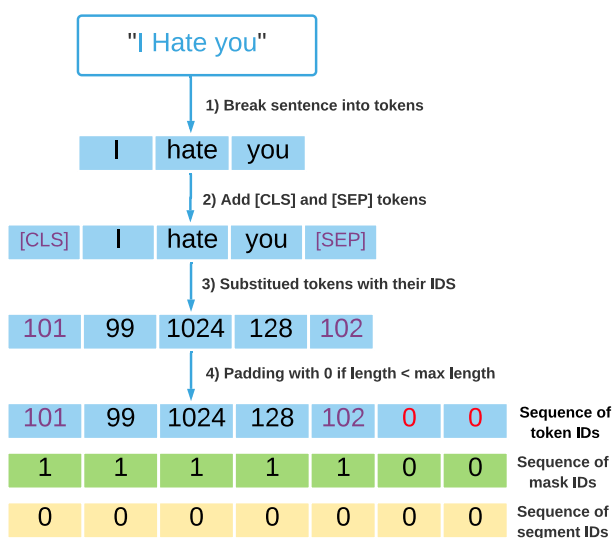 "I Hate you"
1) Break sentence into tokens
I hate you
2) Add [CLS] and [SEP] tokens
[CLS] I hate you [SEP]
3) Substitued tokens with their IDS
101 99 1024 128 102
4) Padding with 0 if length < max length
101 99 1024 128 102 0 0
Sequence of
token IDs
1 1 1 1 1 0 0
Sequence of
mask IDs
0 0 0 0 0 0 0
Sequence of
segment IDs